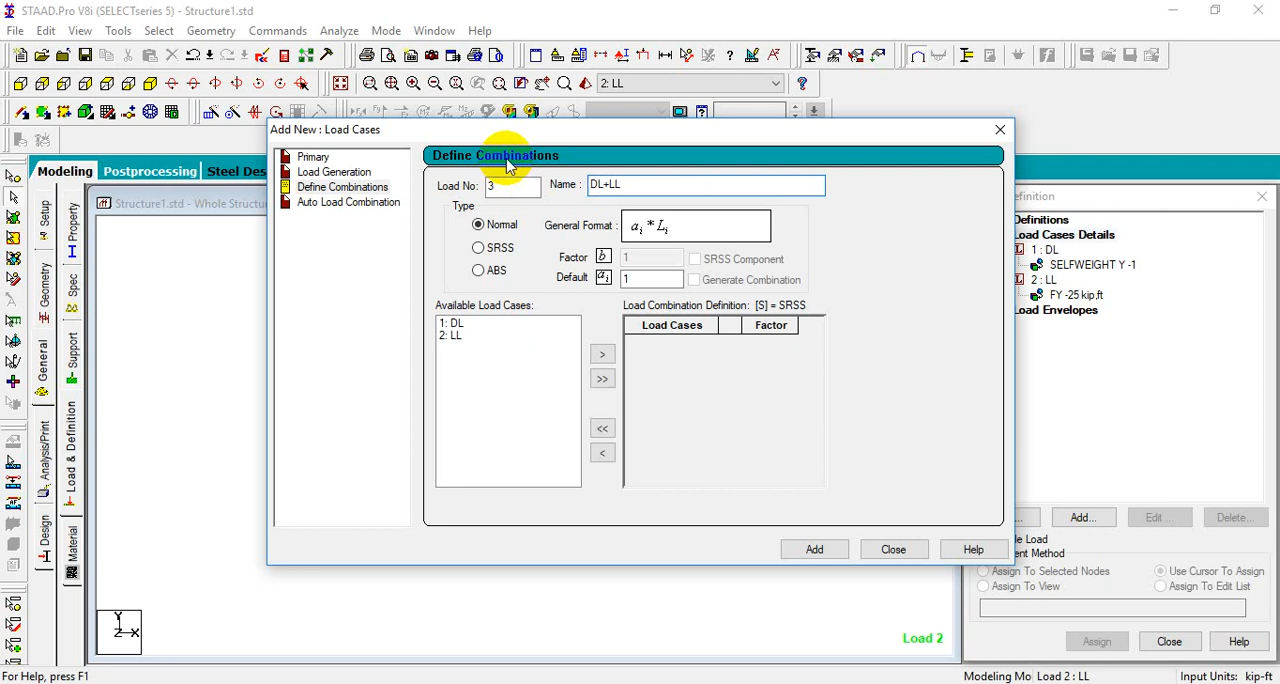 STAAD.Pro V8i (SELECTseries 5) - Structure1.std
File Edit View Tools Select Geometry Commands Analyze Mode Window Help
2: LL
Modeling Postprocessing Steel Des
Structure1.std - Whole Structur
Setup
Geometry
General
Analysis/Print
Design
Property
Spec
Support
Load & Definition
Material
Add New : Load Cases
Primary
Load Generation
Define Combinations
Auto Load Combination
Define Combinations
Load No: 3 Name : DL+LL
Type
Normal
SRSS
ABS
General Format : ai * Li
Factor b 1 SRSS Component
Default ai 1 Generate Combination
Available Load Cases:
1: DL
2: LL
Load Combination Definition: [S] = SRSS
Load Cases Factor
>
>>
<<
<
Add Close Help
efinition
Definitions
Load Cases Details
1 : DL
SELFWEIGHT Y -1
2 : LL
FY -25 kip,ft
Load Envelopes
... Add... Edit ... Delete...
le Load
ent Method
Assign To Selected Nodes Use Cursor To Assign
Assign To View Assign To Edit List
Assign Close Help
Y
Z X
Load 2
For Help, press F1 Modeling Mo Load 2 : LL Input Units: kip-ft